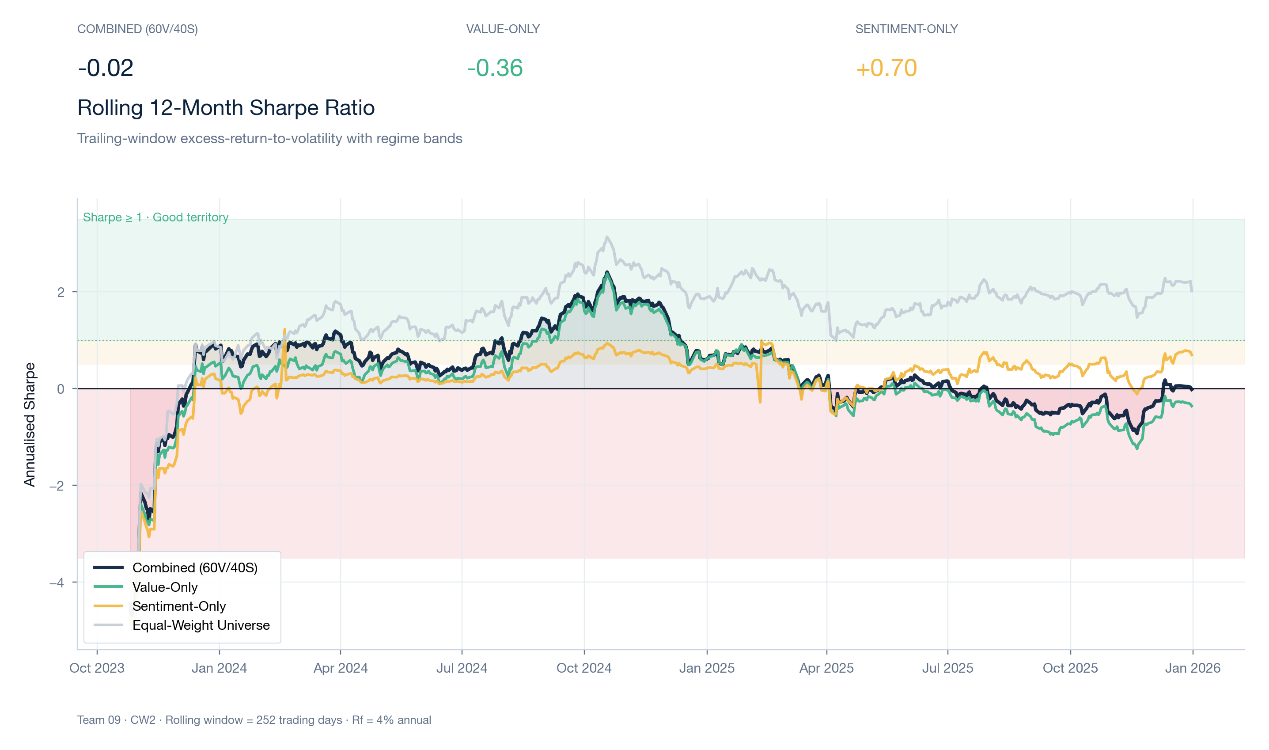 COMBINED (60V/40S)
VALUE-ONLY
SENTIMENT-ONLY
-0.02
-0.36
+0.70
Rolling 12-Month Sharpe Ratio
Trailing-window excess-return-to-volatility with regime bands
Sharpe ≥ 1 · Good territory
Annualised Sharpe
2
0
−2
−4
Combined (60V/40S)
Value-Only
Sentiment-Only
Equal-Weight Universe
Oct 2023
Jan 2024
Apr 2024
Jul 2024
Oct 2024
Jan 2025
Apr 2025
Jul 2025
Oct 2025
Jan 2026
Team 09 · CW2 · Rolling window = 252 trading days · Rf = 4% annual